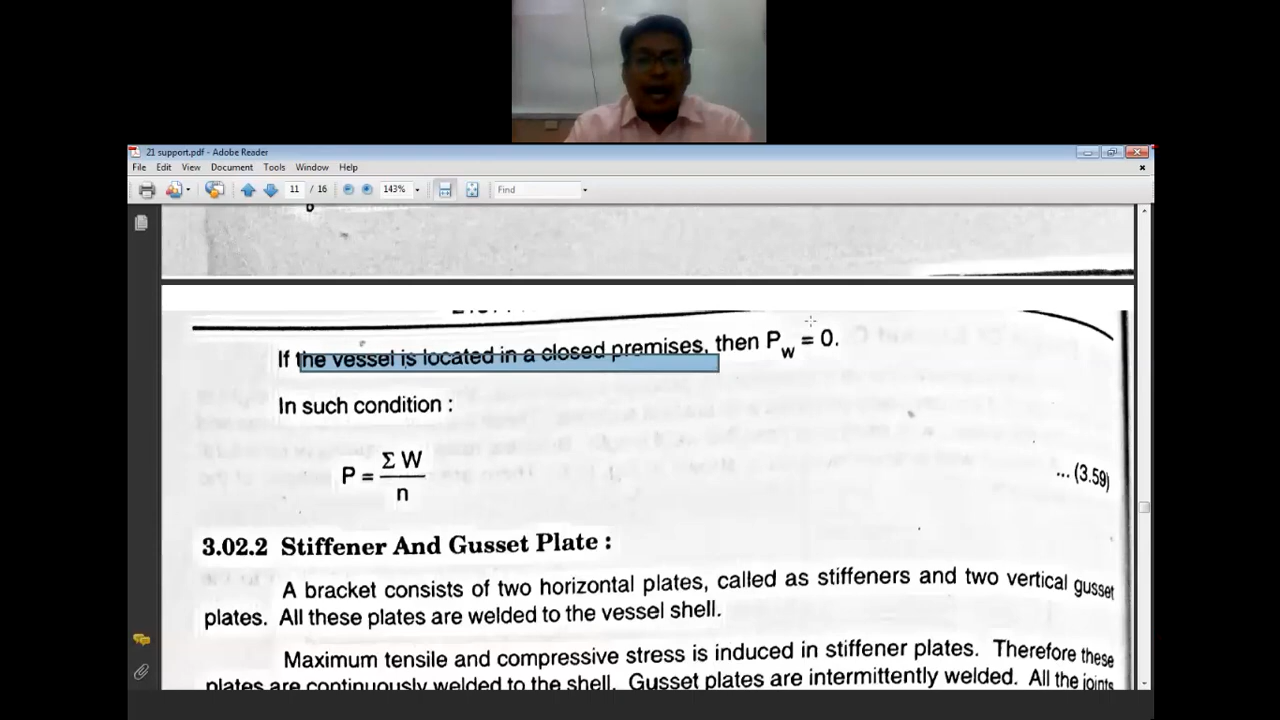 21 support.pdf - Adobe Reader
File Edit View Document Tools Window Help
11 / 16 143% Find
If the vessel is located in a closed premises, then Pw = 0.
In such condition :
P = Σ W / n ... (3.59)
3.02.2 Stiffener And Gusset Plate :
A bracket consists of two horizontal plates, called as stiffeners and two vertical gusset
plates. All these plates are welded to the vessel shell.
Maximum tensile and compressive stress is induced in stiffener plates. Therefore these
plates are continuously welded to the shell. Gusset plates are intermittently welded. All the joints